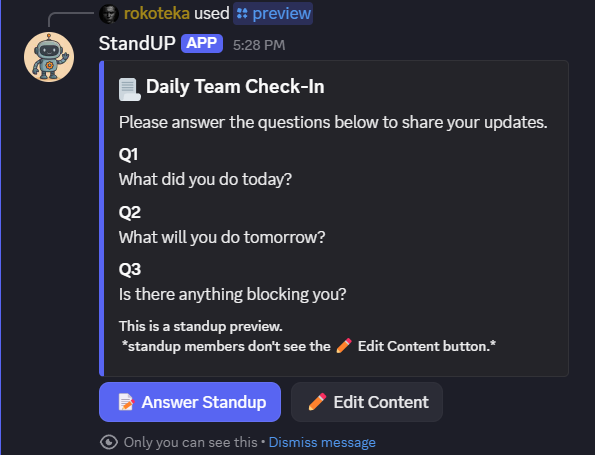 rokoteka used preview
StandUP APP 5:28 PM
Daily Team Check-In
Please answer the questions below to share your updates.
Q1
What did you do today?
Q2
What will you do tomorrow?
Q3
Is there anything blocking you?
This is a standup preview.
*standup members don't see the ✏️ Edit Content button.*
Answer Standup
Edit Content
Only you can see this • Dismiss message